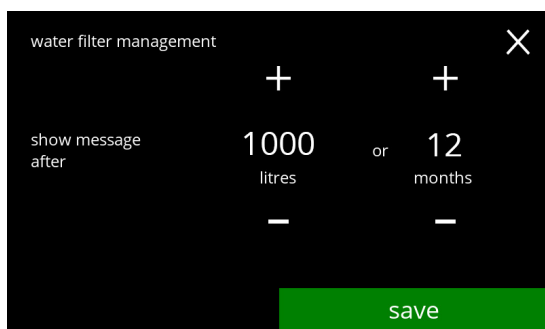 water filter management
+ +
show message
after
1000 or 12
litres months
- -
save